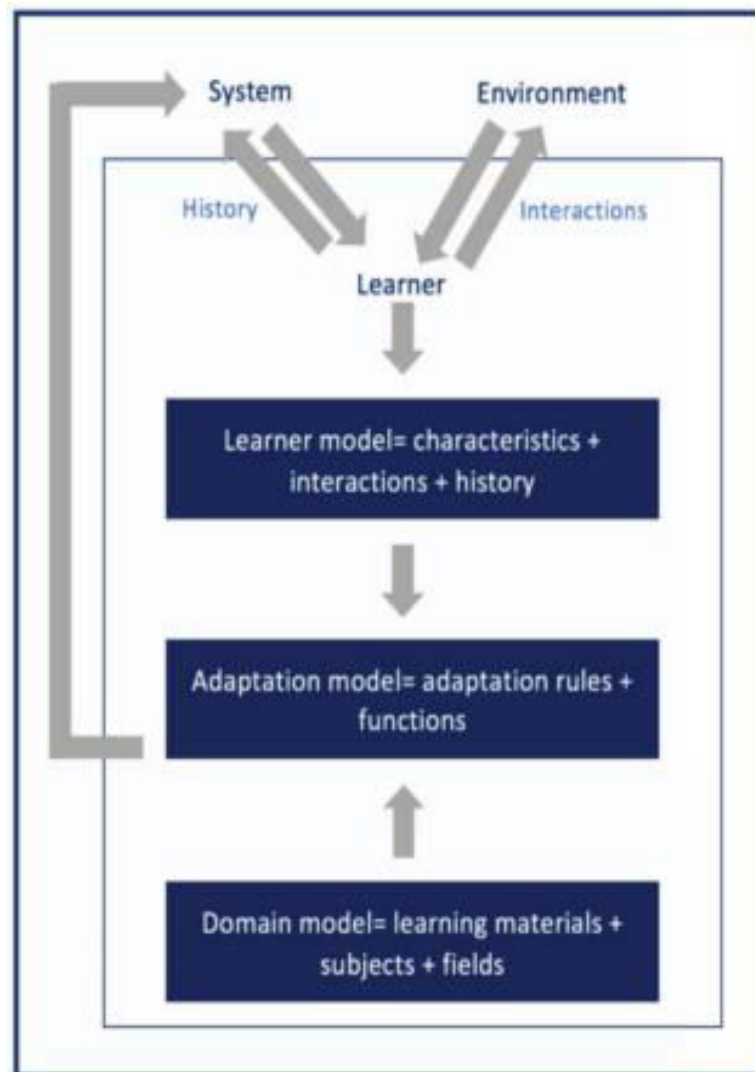 System
Environment
History
Interactions
Learner
Learner model= characteristics +
interactions + history
Adaptation model= adaptation rules +
functions
Domain model= learning materials +
subjects + fields